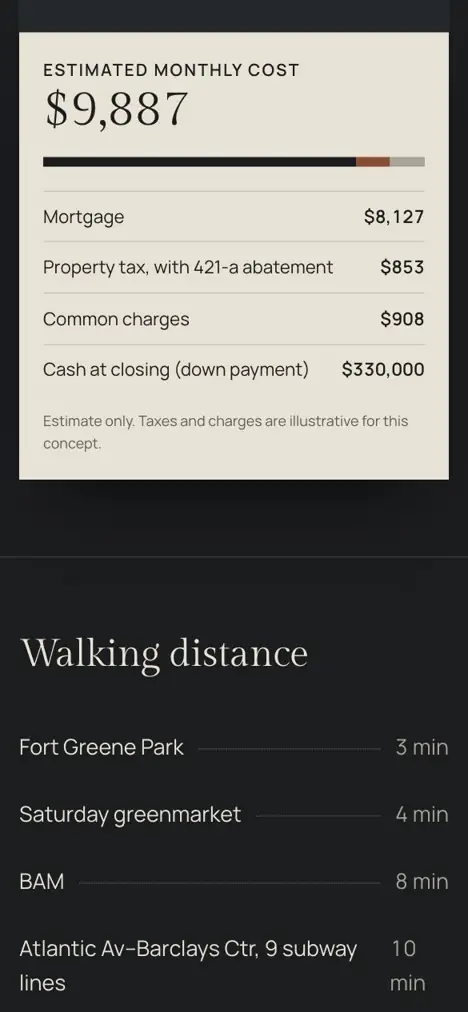 ESTIMATED MONTHLY COST
$9,887
Mortgage $8,127
Property tax, with 421-a abatement $853
Common charges $908
Cash at closing (down payment) $330,000
Estimate only. Taxes and charges are illustrative for this
concept.
Walking distance
Fort Greene Park 3 min
Saturday greenmarket 4 min
BAM 8 min
Atlantic Av–Barclays Ctr, 9 subway 10
lines min